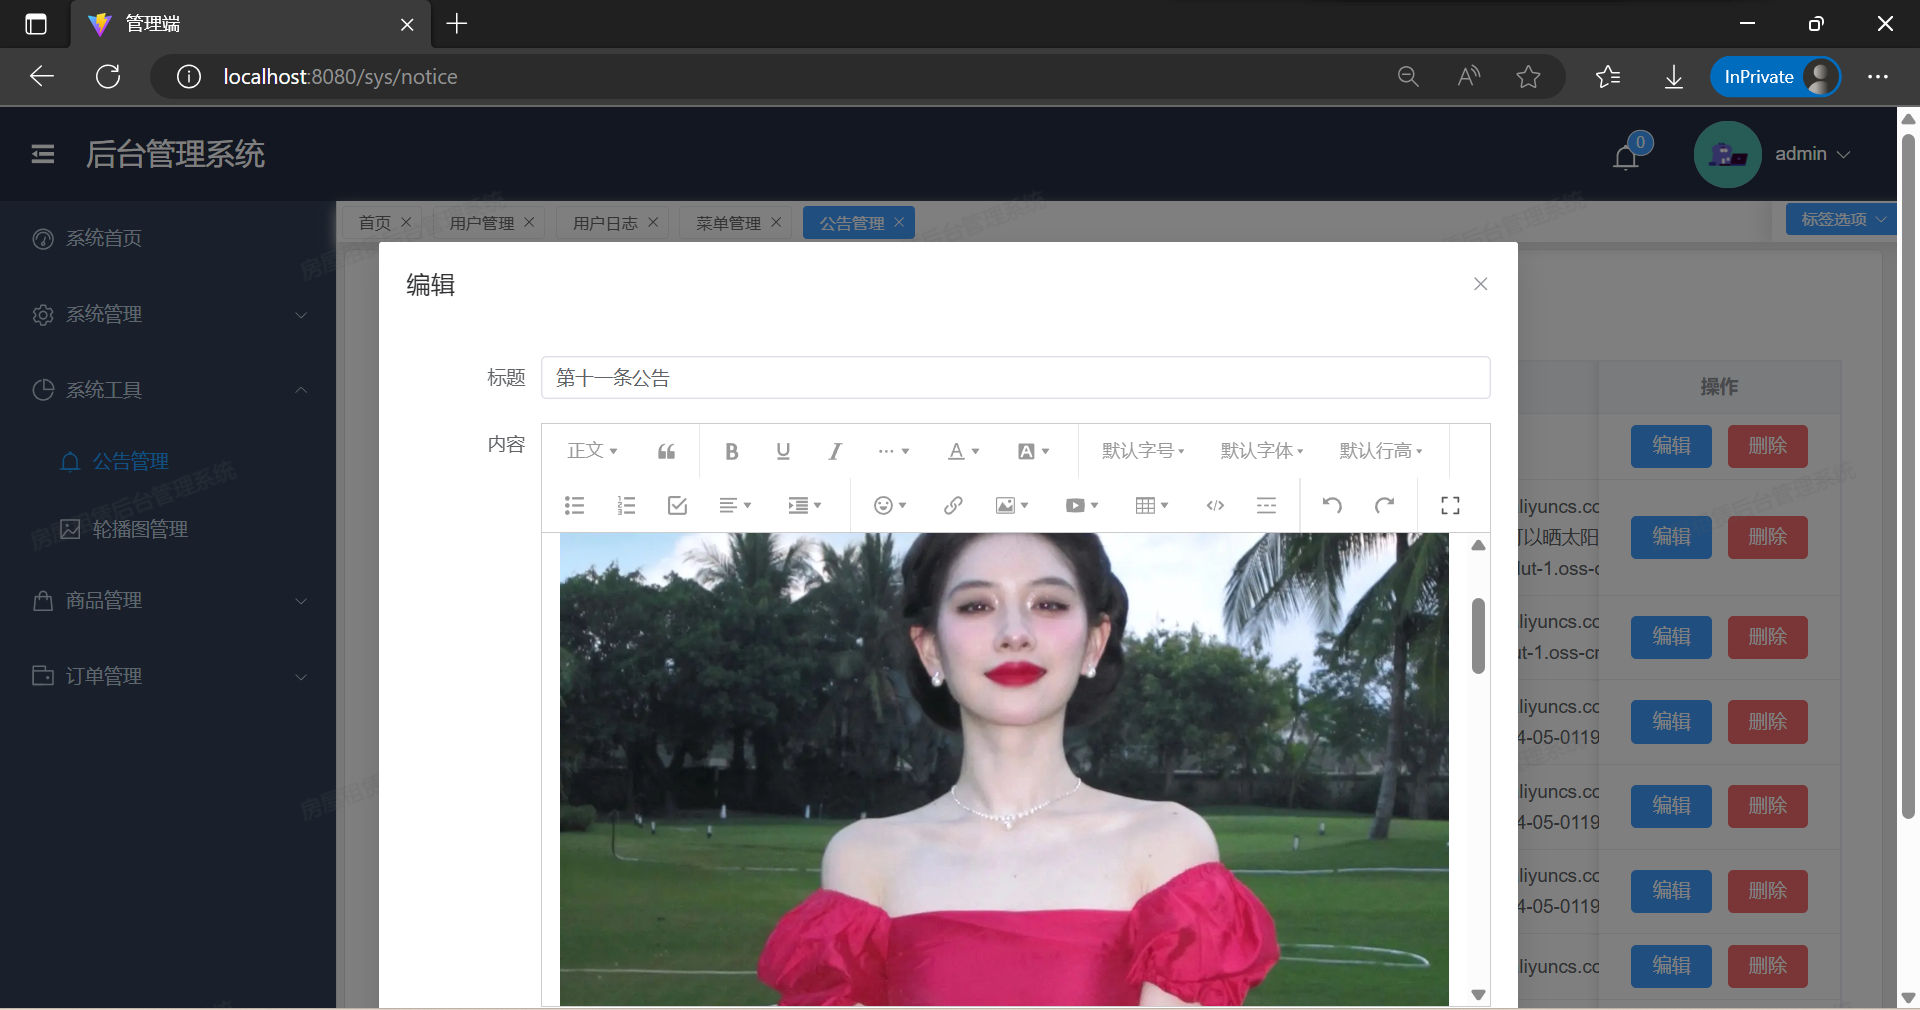 管理端
localhost:8080/sys/notice
InPrivate
后台管理系统
0
admin
系统首页
系统管理
系统工具
公告管理
轮播图管理
商品管理
订单管理
首页
用户管理
用户日志
菜单管理
公告管理
标签选项
编辑
标题
第十一条公告
内容
正文
B U I A A
默认字号
默认字体
默认行高
操作
编辑 删除
liyuncs.cc
可以晒太阳
编辑 删除
lut-1.oss-c
liyuncs.cc
编辑 删除
ut-1.oss-cr
liyuncs.cc
编辑 删除
4-05-0119
liyuncs.cc
编辑 删除
4-05-0119
liyuncs.cc
编辑 删除
4-05-0119
liyuncs.cc
编辑 删除